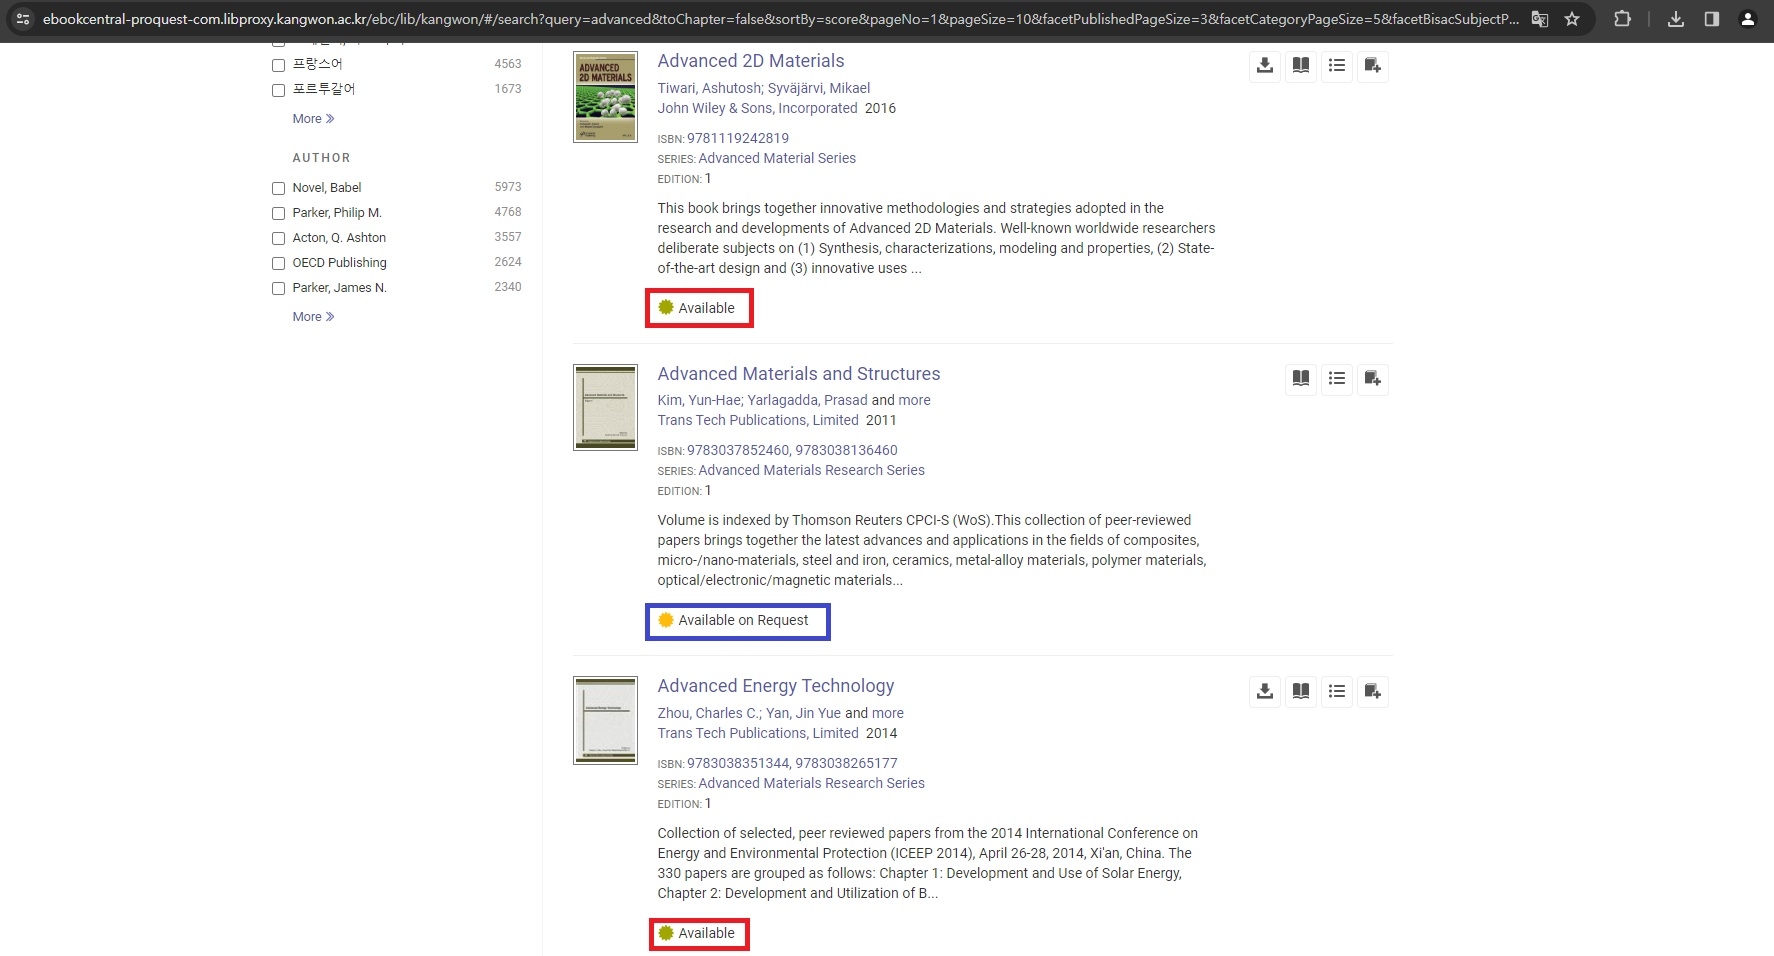 ebookcentral-proquest-com.libproxy.kangwon.ac.kr/ebc/lib/kangwon/#/search?query=advanced&toChapter=false&sortBy=score&pageNo=1&pageSize=10&facetPublishedPageSize=3&facetCategoryPageSize=5&facetBisacSubjectP...
프랑스어 4563
포르투갈어 1673
More »
AUTHOR
Novel, Babel 5973
Parker, Philip M. 4768
Acton, Q. Ashton 3557
OECD Publishing 2624
Parker, James N. 2340
More »
ADVANCED
2D MATERIALS
Advanced 2D Materials
Tiwari, Ashutosh; Syväjärvi, Mikael
John Wiley & Sons, Incorporated 2016
ISBN: 9781119242819
SERIES: Advanced Material Series
EDITION: 1
This book brings together innovative methodologies and strategies adopted in the
research and developments of Advanced 2D Materials. Well-known worldwide researchers
deliberate subjects on (1) Synthesis, characterizations, modeling and properties, (2) State-
of-the-art design and (3) innovative uses ...
Available
Advanced Materials and Structures
Kim, Yun-Hae; Yarlagadda, Prasad and more
Trans Tech Publications, Limited 2011
ISBN: 9783037852460, 9783038136460
SERIES: Advanced Materials Research Series
EDITION: 1
Volume is indexed by Thomson Reuters CPCI-S (WoS).This collection of peer-reviewed
papers brings together the latest advances and applications in the fields of composites,
micro-/nano-materials, steel and iron, ceramics, metal-alloy materials, polymer materials,
optical/electronic/magnetic materials...
Available on Request
Advanced Energy Technology
Zhou, Charles C.; Yan, Jin Yue and more
Trans Tech Publications, Limited 2014
ISBN: 9783038351344, 9783038265177
SERIES: Advanced Materials Research Series
EDITION: 1
Collection of selected, peer reviewed papers from the 2014 International Conference on
Energy and Environmental Protection (ICEEP 2014), April 26-28, 2014, Xi'an, China. The
330 papers are grouped as follows: Chapter 1: Development and Use of Solar Energy,
Chapter 2: Development and Utilization of B...
Available